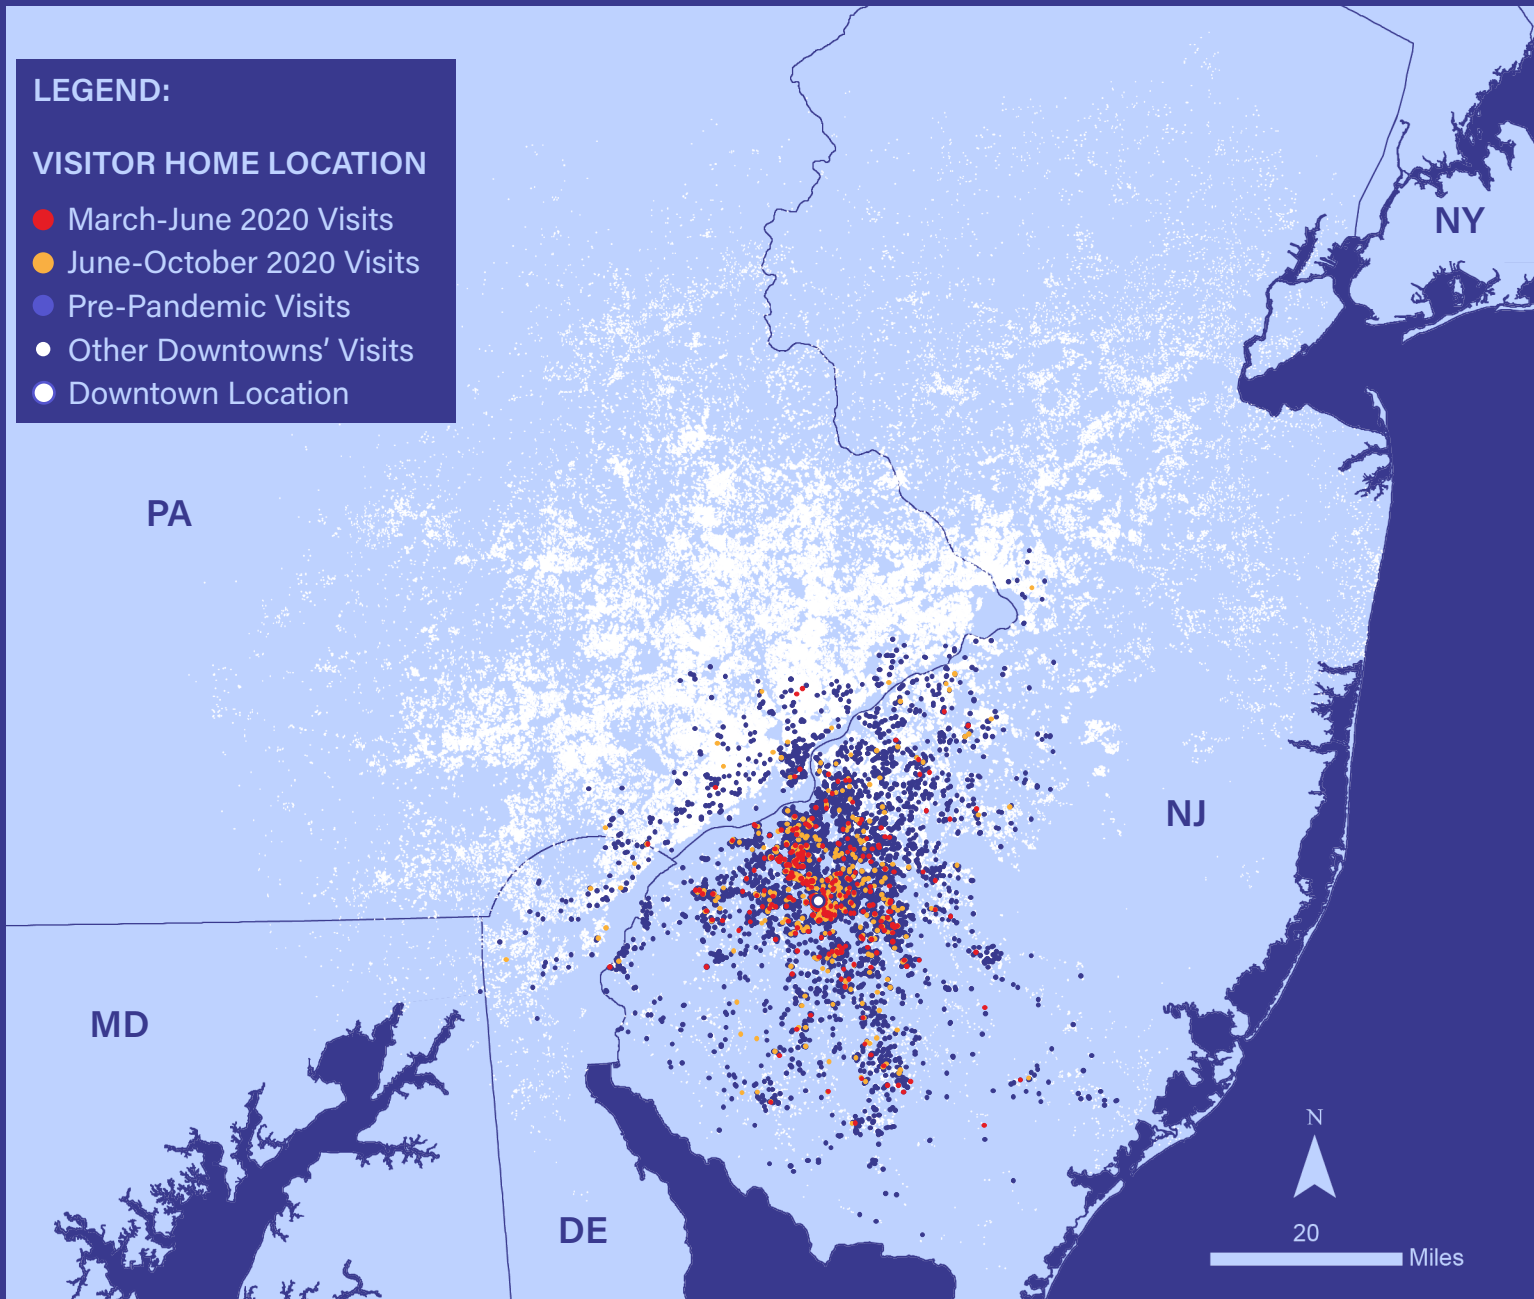 LEGEND:
VISITOR HOME LOCATION
March-June 2020 Visits
June-October 2020 Visits
Pre-Pandemic Visits
Other Downtowns’ Visits
Downtown Location
NY
PA
NJ
MD
DE
N
20
Miles